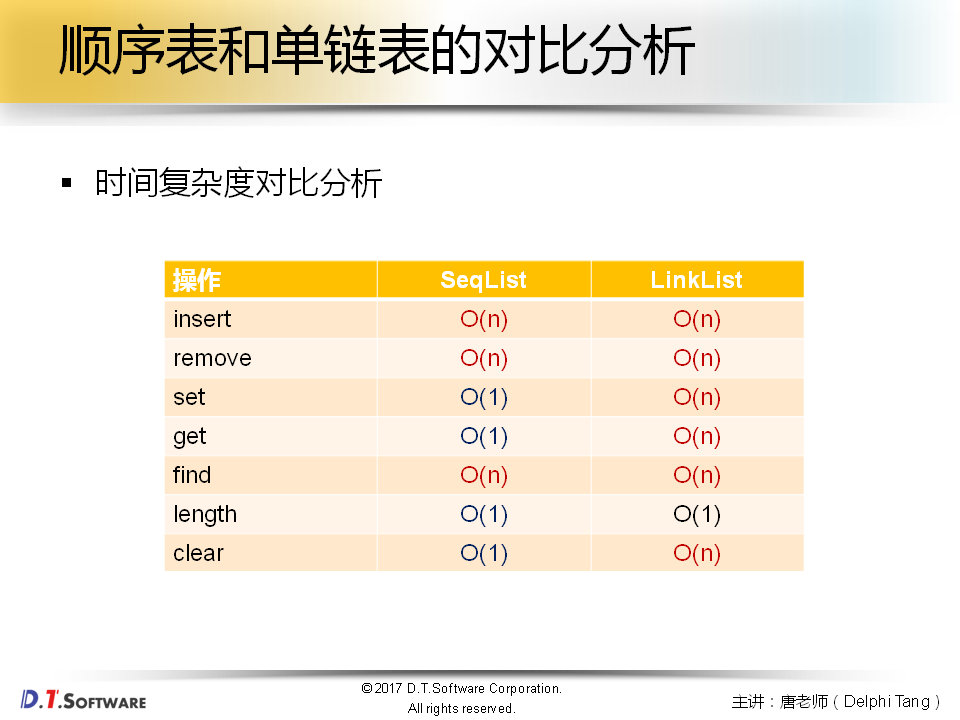 顺序表和单链表的对比分析
▪ 时间复杂度对比分析
操作 SeqList LinkList
insert O(n) O(n)
remove O(n) O(n)
set O(1) O(n)
get O(1) O(n)
find O(n) O(n)
length O(1) O(1)
clear O(1) O(n)
D.T.SOFTWARE
©2017 D.T.Software Corporation.
All rights reserved.
主讲：唐老师（Delphi Tang）